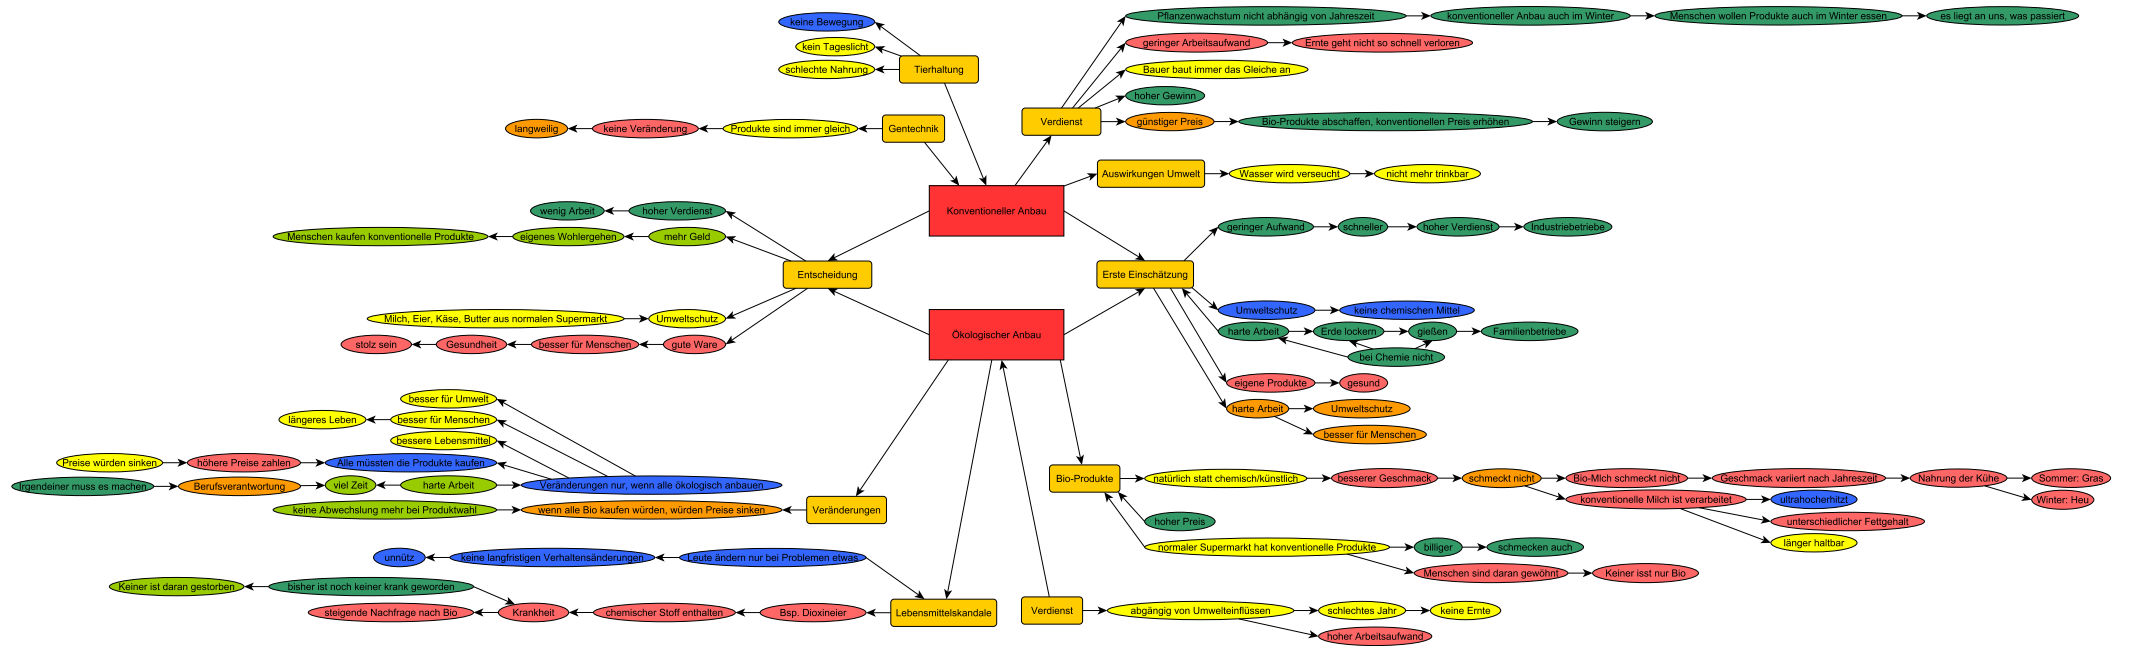 Pflanzenwachstum nicht abhängig von Jahreszeit
konventioneller Anbau auch im Winter
Menschen wollen Produkte auch im Winter essen
es liegt an uns, was passiert
keine Bewegung
kein Tageslicht
schlechte Nahrung
Tierhaltung
geringer Arbeitsaufwand
Ernte geht nicht so schnell verloren
Bauer baut immer das Gleiche an
hoher Gewinn
Verdienst
günstiger Preis
Bio-Produkte abschaffen, konventionellen Preis erhöhen
Gewinn steigern
langweilig
keine Veränderung
Produkte sind immer gleich
Gentechnik
Auswirkungen Umwelt
Wasser wird verseucht
nicht mehr trinkbar
Konventioneller Anbau
wenig Arbeit
hoher Verdienst
Menschen kaufen konventionelle Produkte
eigenes Wohlergehen
mehr Geld
Entscheidung
geringer Aufwand
schneller
hoher Verdienst
Industriebetriebe
Erste Einschätzung
Umweltschutz
keine chemischen Mittel
harte Arbeit
Erde lockern
gießen
Familienbetriebe
bei Chemie nicht
eigene Produkte
gesund
harte Arbeit
Umweltschutz
besser für Menschen
Milch, Eier, Käse, Butter aus normalen Supermarkt
Umweltschutz
stolz sein
Gesundheit
besser für Menschen
gute Ware
Ökologischer Anbau
besser für Umwelt
längeres Leben
besser für Menschen
bessere Lebensmittel
Preise würden sinken
höhere Preise zahlen
Alle müssten die Produkte kaufen
Irgendeiner muss es machen
Berufsverantwortung
viel Zeit
harte Arbeit
Veränderungen nur, wenn alle ökologisch anbauen
keine Abwechslung mehr bei Produktwahl
wenn alle Bio kaufen würden, würden Preise sinken
Veränderungen
Bio-Produkte
natürlich statt chemisch/künstlich
besserer Geschmack
schmeckt nicht
Bio-Mlch schmeckt nicht
Geschmack variiert nach Jahreszeit
Nahrung der Kühe
Sommer: Gras
Winter: Heu
konventionelle Milch ist verarbeitet
ultrahocherhitzt
unterschiedlicher Fettgehalt
länger haltbar
hoher Preis
normaler Supermarkt hat konventionelle Produkte
billiger
schmecken auch
Menschen sind daran gewöhnt
Keiner isst nur Bio
unnütz
keine langfristigen Verhaltensänderungen
Leute ändern nur bei Problemen etwas
Keiner ist daran gestorben
bisher ist noch keiner krank geworden
steigende Nachfrage nach Bio
Krankheit
chemischer Stoff enthalten
Bsp. Dioxineier
Lebensmittelskandale
Verdienst
abgängig von Umwelteinflüssen
schlechtes Jahr
keine Ernte
hoher Arbeitsaufwand